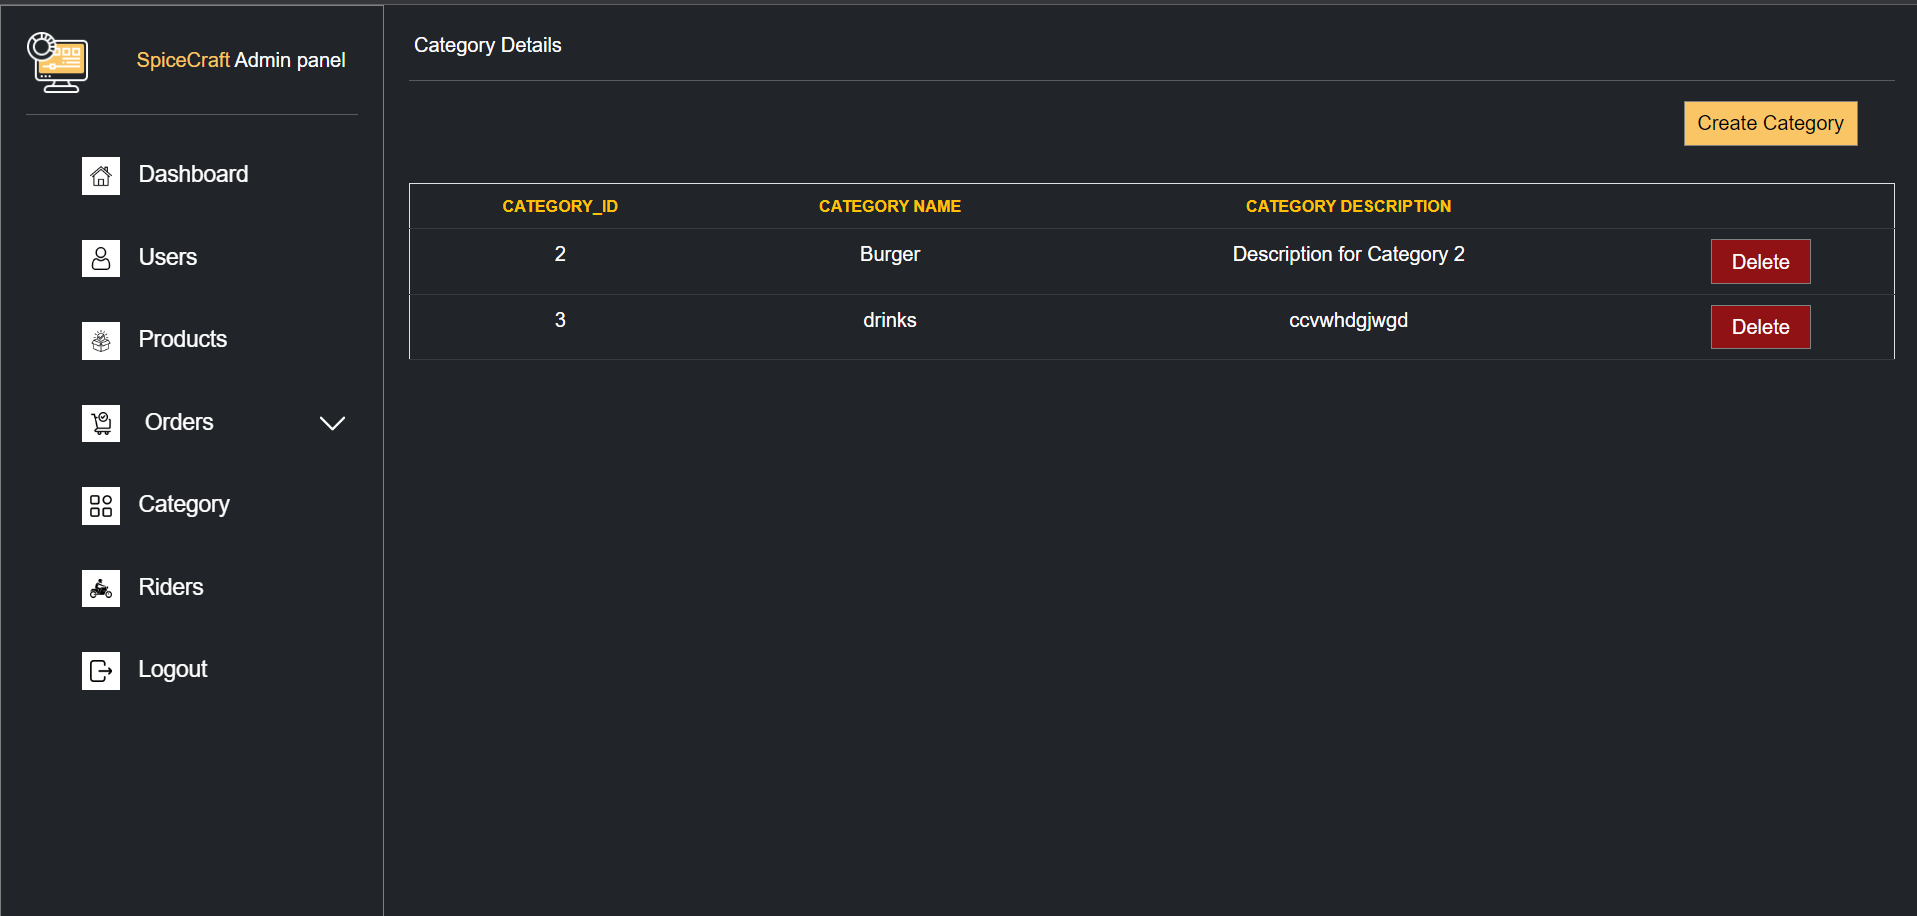 SpiceCraft Admin panel
Dashboard
Users
Products
Orders
Category
Riders
Logout
Category Details
Create Category
CATEGORY_ID CATEGORY NAME CATEGORY DESCRIPTION
2 Burger Description for Category 2 Delete
3 drinks ccvwhdgjwgd Delete